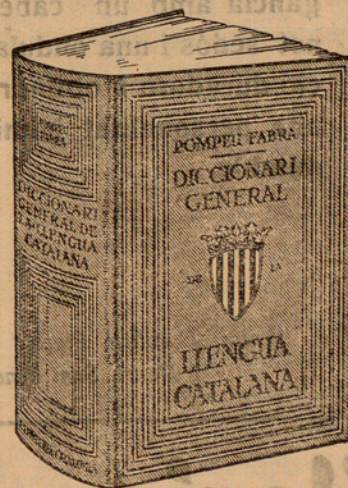 POMPEU
FABRA
DICCIONARI
GENERAL DE
LA LLENGUA
CATALANA
POMPEU FABRA
DICCIONARI
GENERAL
DE LA
LLENGUA
CATALANA